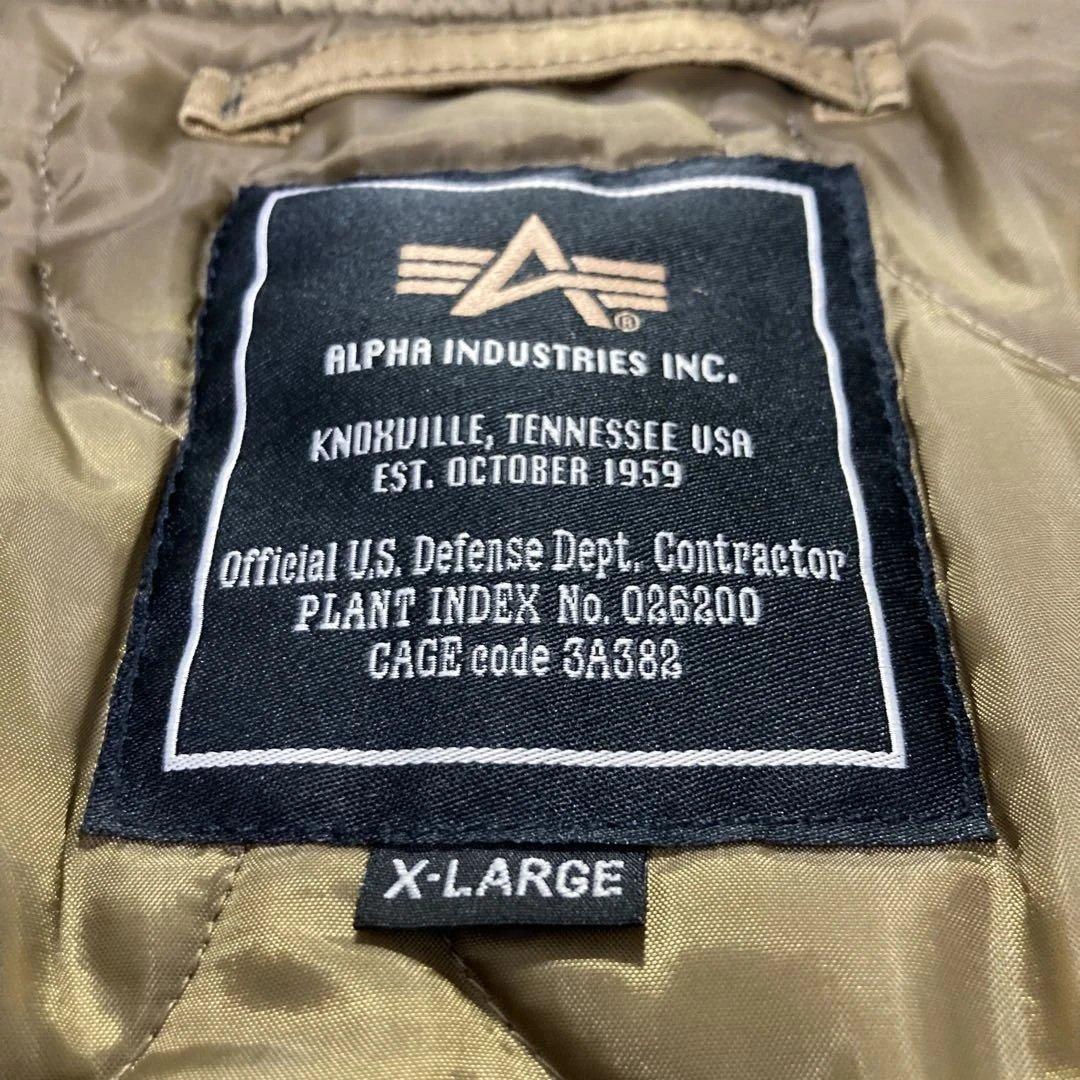 A®
ALPHA INDUSTRIES INC.
KNOXVILLE, TENNESSEE USA
EST. OCTOBER 1959
Official U.S. Defense Dept. Contractor
PLANT INDEX No. 026200
CAGE code 3A382
X-LARGE